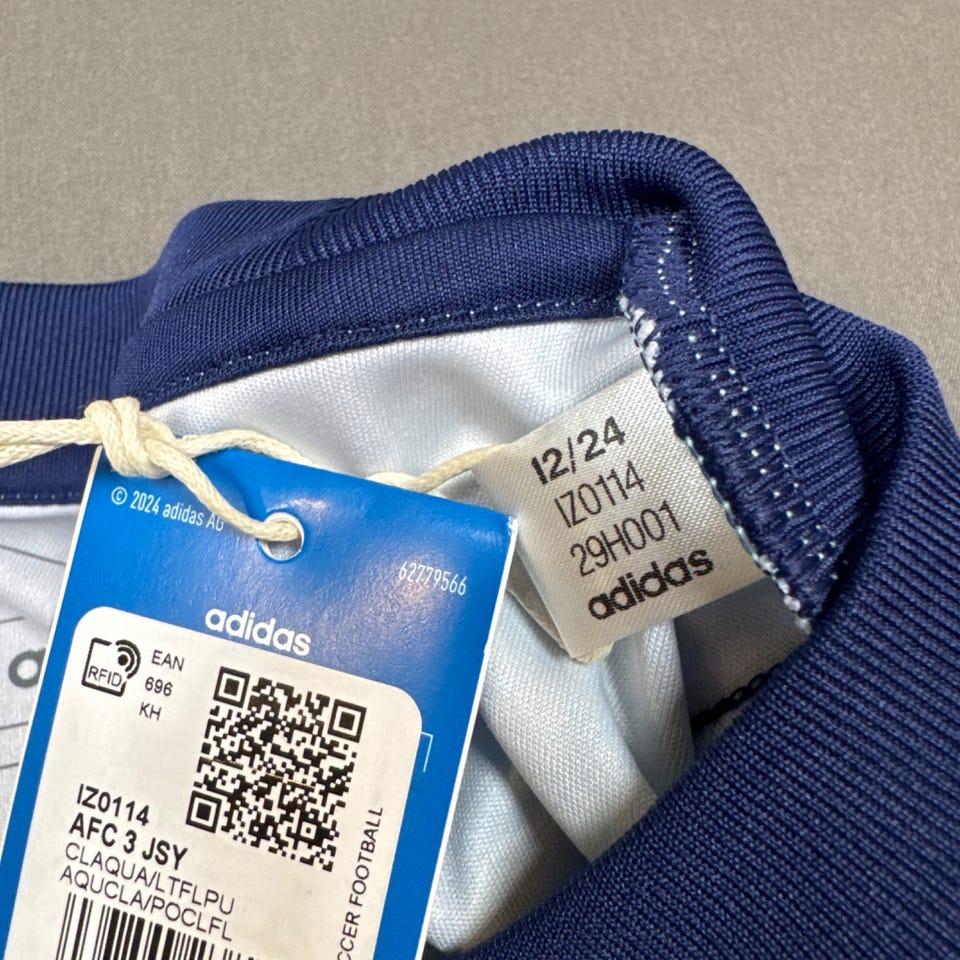 12/24
IZ0114
29H001
adidas
© 2024 adidas AG
62779566
adidas
RFID
EAN
696
KH
IZ0114
AFC 3 JSY
CLAQUA/LTFLPU
AQUCLA/POCLFL
FOOTBALL